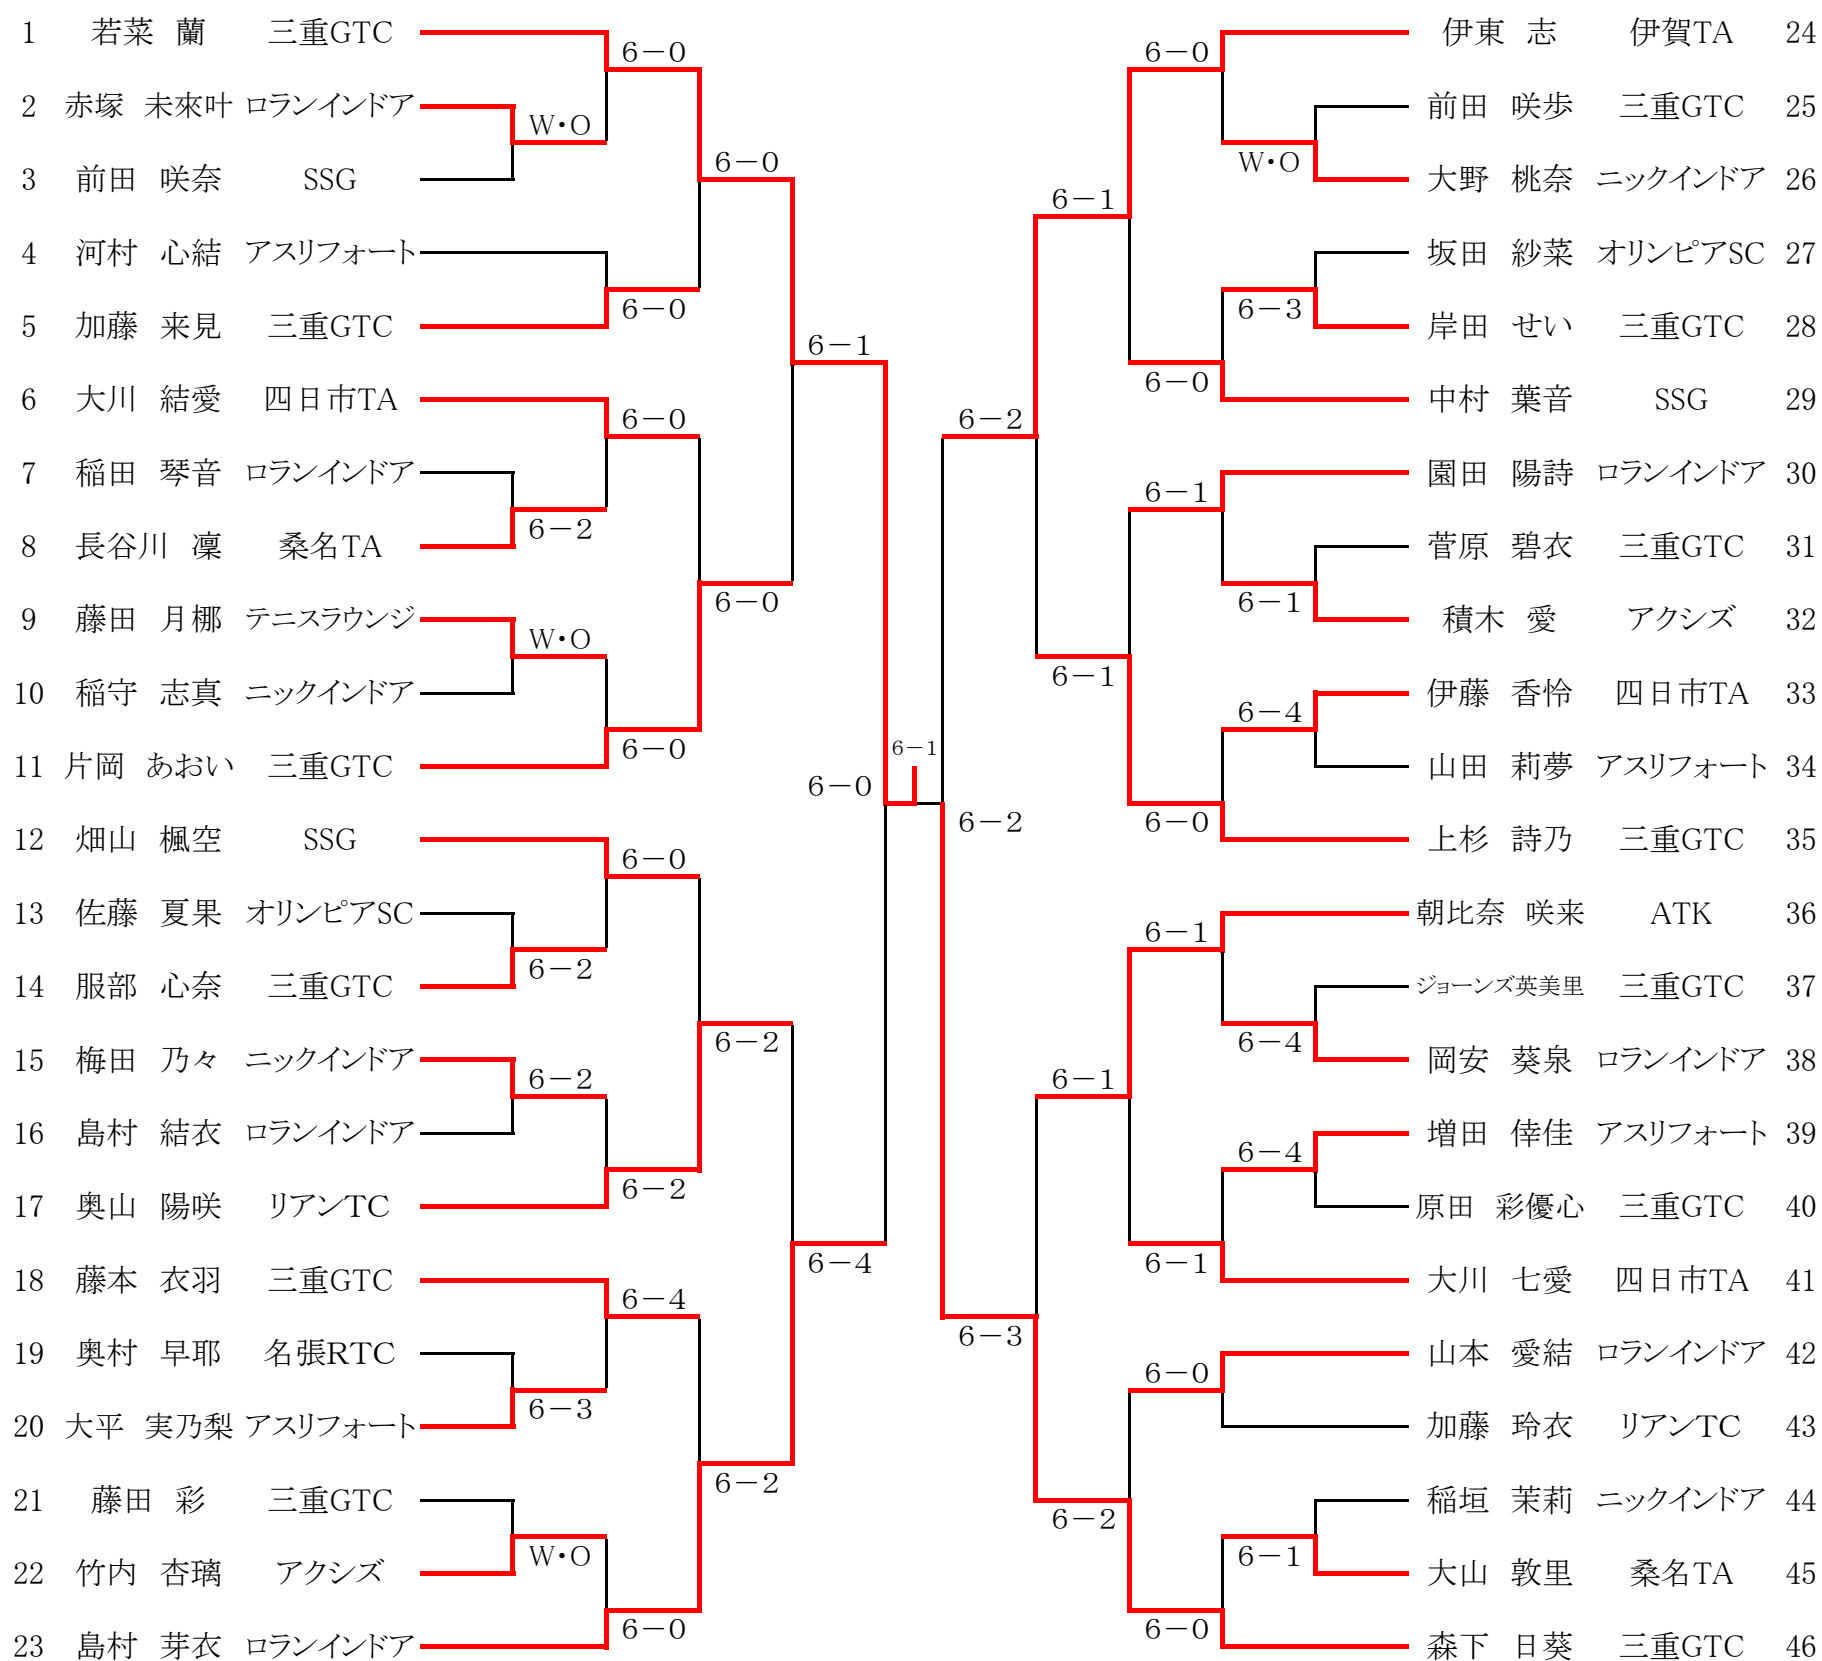 1 若菜 蘭 三重GTC
2 赤塚 未來叶 ロランインドア
3 前田 咲奈 SSG
4 河村 心結 アスリフォート
5 加藤 来見 三重GTC
6 大川 結愛 四日市TA
7 稲田 琴音 ロランインドア
8 長谷川 凜 桑名TA
9 藤田 月梛 テニスラウンジ
10 稲守 志真 ニックインドア
11 片岡 あおい 三重GTC
12 畑山 楓空 SSG
13 佐藤 夏果 オリンピアSC
14 服部 心奈 三重GTC
15 梅田 乃々 ニックインドア
16 島村 結衣 ロランインドア
17 奥山 陽咲 リアンTC
18 藤本 衣羽 三重GTC
19 奥村 早耶 名張RTC
20 大平 実乃梨 アスリフォート
21 藤田 彩 三重GTC
22 竹内 杏璃 アクシズ
23 島村 芽衣 ロランインドア
W・O
6-2
W・O
6-2
6-2
6-3
W・O
6-0
6-0
6-0
6-0
6-0
6-2
6-4
6-0
6-0
6-0
6-2
6-2
6-1
6-4
6-0
6-1
6-2
6-2
6-3
6-1
6-1
6-1
6-2
6-0
6-0
6-1
6-0
6-1
6-1
6-0
6-0
W・O
6-3
6-1
6-4
6-4
6-4
6-1
伊東 志 伊賀TA 24
前田 咲歩 三重GTC 25
大野 桃奈 ニックインドア 26
坂田 紗菜 オリンピアSC 27
岸田 せい 三重GTC 28
中村 葉音 SSG 29
園田 陽詩 ロランインドア 30
菅原 碧衣 三重GTC 31
積木 愛 アクシズ 32
伊藤 香怜 四日市TA 33
山田 莉夢 アスリフォート 34
上杉 詩乃 三重GTC 35
朝比奈 咲来 ATK 36
ジョーンズ英美里 三重GTC 37
岡安 葵泉 ロランインドア 38
増田 倖佳 アスリフォート 39
原田 彩優心 三重GTC 40
大川 七愛 四日市TA 41
山本 愛結 ロランインドア 42
加藤 玲衣 リアンTC 43
稲垣 茉莉 ニックインドア 44
大山 敦里 桑名TA 45
森下 日葵 三重GTC 46